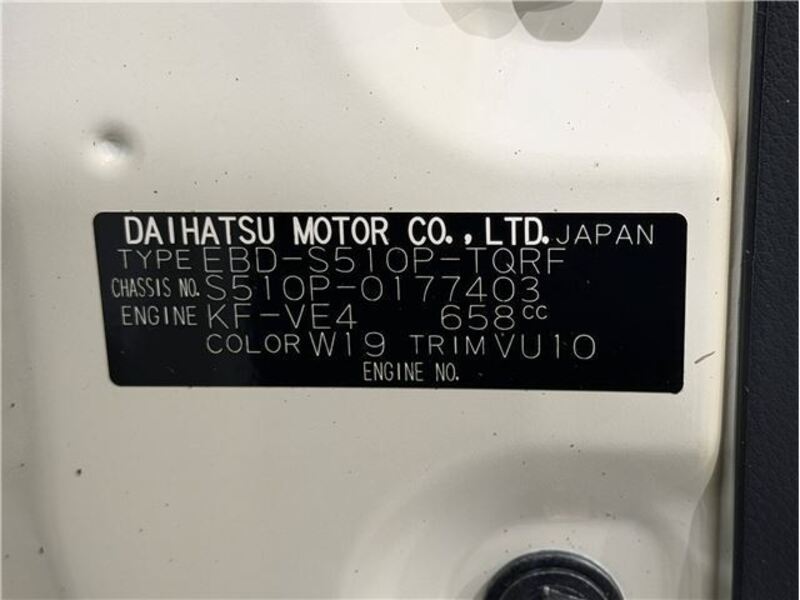 DAIHATSU MOTOR CO., LTD. JAPAN
TYPE EBD-S510P-TQRF
CHASSIS NO. S510P-0177403
ENGINE KF-VE4 658cc
COLOR W19 TRIM VU10
ENGINE NO.